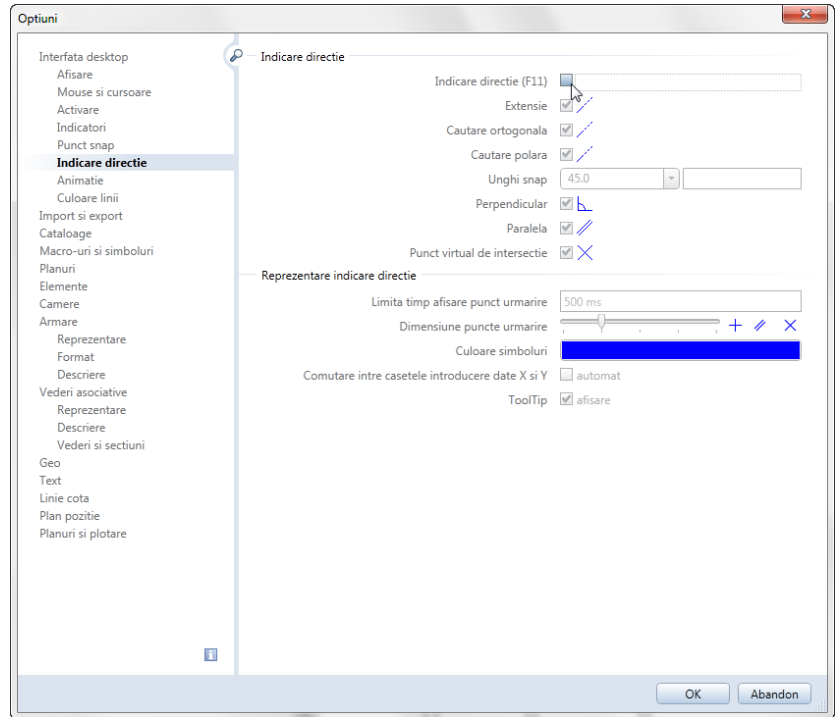 Optiuni
Interfata desktop
Afisare
Mouse si cursoare
Activare
Indicatori
Punct snap
Indicare directie
Animatie
Culoare linii
Import si export
Cataloage
Macro-uri si simboluri
Planuri
Elemente
Camere
Armare
Reprezentare
Format
Descriere
Vederi asociative
Reprezentare
Descriere
Vederi si sectiuni
Geo
Text
Linie cota
Plan pozitie
Planuri si plotare
Indicare directie
Indicare directie (F11)
Extensie
Cautare ortogonala
Cautare polara
Unghi snap 45.0
Perpendicular
Paralela
Punct virtual de intersectie
Reprezentare indicare directie
Limita timp afisare punct urmarire 500 ms
Dimensiune puncte urmarire
Culoare simboluri
Comutare intre casetele introducere date X si Y automat
ToolTip afisare
OK Abandon